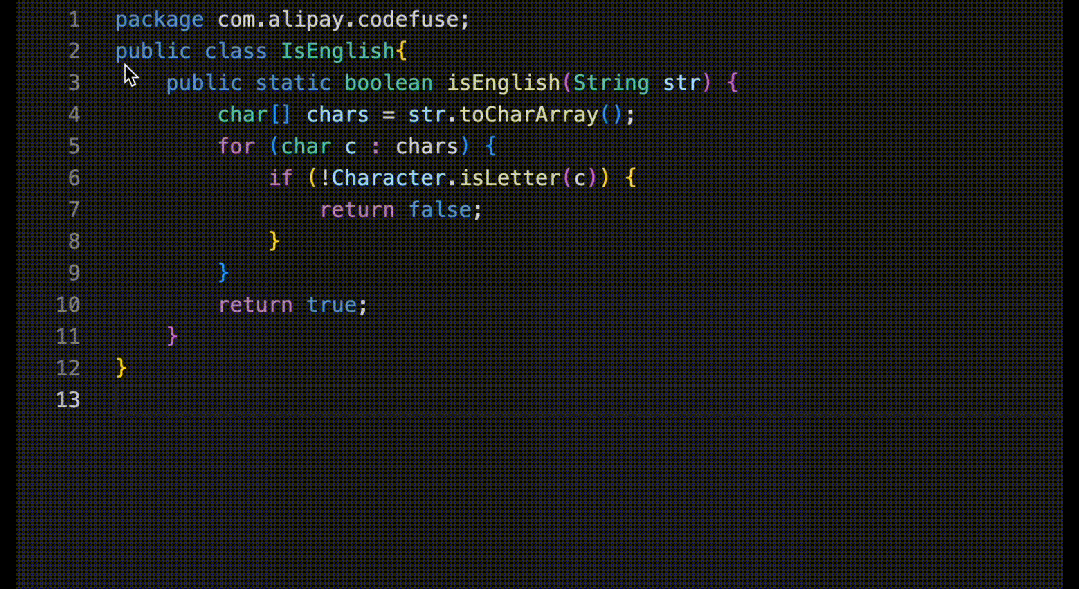 1 package com.alipay.codefuse;
2 public class IsEnglish{
3     public static boolean isEnglish(String str) {
4         char[] chars = str.toCharArray();
5         for (char c : chars) {
6             if (!Character.isLetter(c)) {
7                 return false;
8             }
9         }
10         return true;
11     }
12 }
13